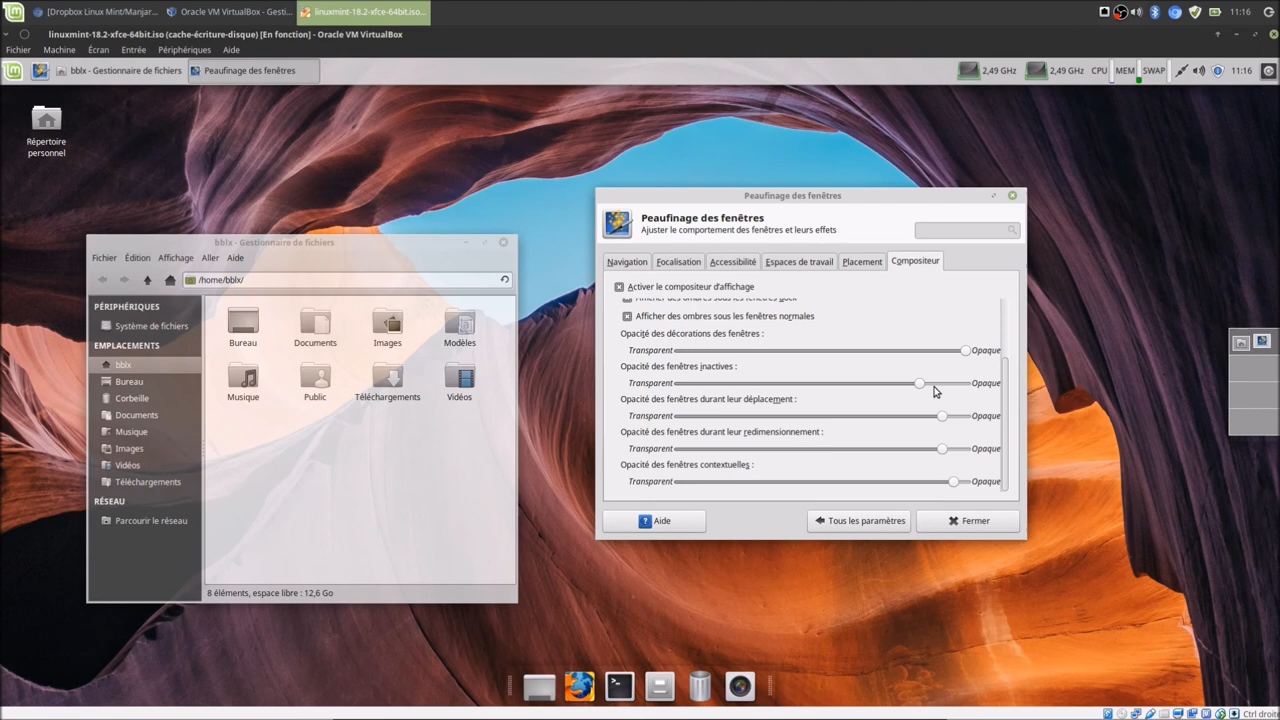 [Dropbox Linux Mint/Manjar...
Oracle VM VirtualBox - Gesti...
linuxmint-18.2-xfce-64bit.iso...
11:16
linuxmint-18.2-xfce-64bit.iso (cache-écriture-disque) [En fonction] - Oracle VM VirtualBox
Fichier Machine Écran Entrée Périphériques Aide
bblx - Gestionnaire de fichiers
Peaufinage des fenêtres
2,49 GHz
2,49 GHz
CPU
MEM
SWAP
11:16
Répertoire
personnel
bblx - Gestionnaire de fichiers
Fichier Édition Affichage Aller Aide
/home/bblx/
PÉRIPHÉRIQUES
Système de fichiers
EMPLACEMENTS
bblx
Bureau
Corbeille
Documents
Musique
Images
Vidéos
Téléchargements
RÉSEAU
Parcourir le réseau
Bureau
Documents
Images
Modèles
Musique
Public
Téléchargements
Vidéos
8 éléments, espace libre : 12,6 Go
Peaufinage des fenêtres
Peaufinage des fenêtres
Ajuster le comportement des fenêtres et leurs effets
Navigation Focalisation Accessibilité Espaces de travail Placement Compositeur
Activer le compositeur d'affichage
Afficher des ombres sous les fenêtres dock
Afficher des ombres sous les fenêtres normales
Opacité des décorations des fenêtres :
Transparent Opaque
Opacité des fenêtres inactives :
Transparent Opaque
Opacité des fenêtres durant leur déplacement :
Transparent Opaque
Opacité des fenêtres durant leur redimensionnement :
Transparent Opaque
Opacité des fenêtres contextuelles :
Transparent Opaque
Aide
Tous les paramètres
Fermer
Ctrl droite